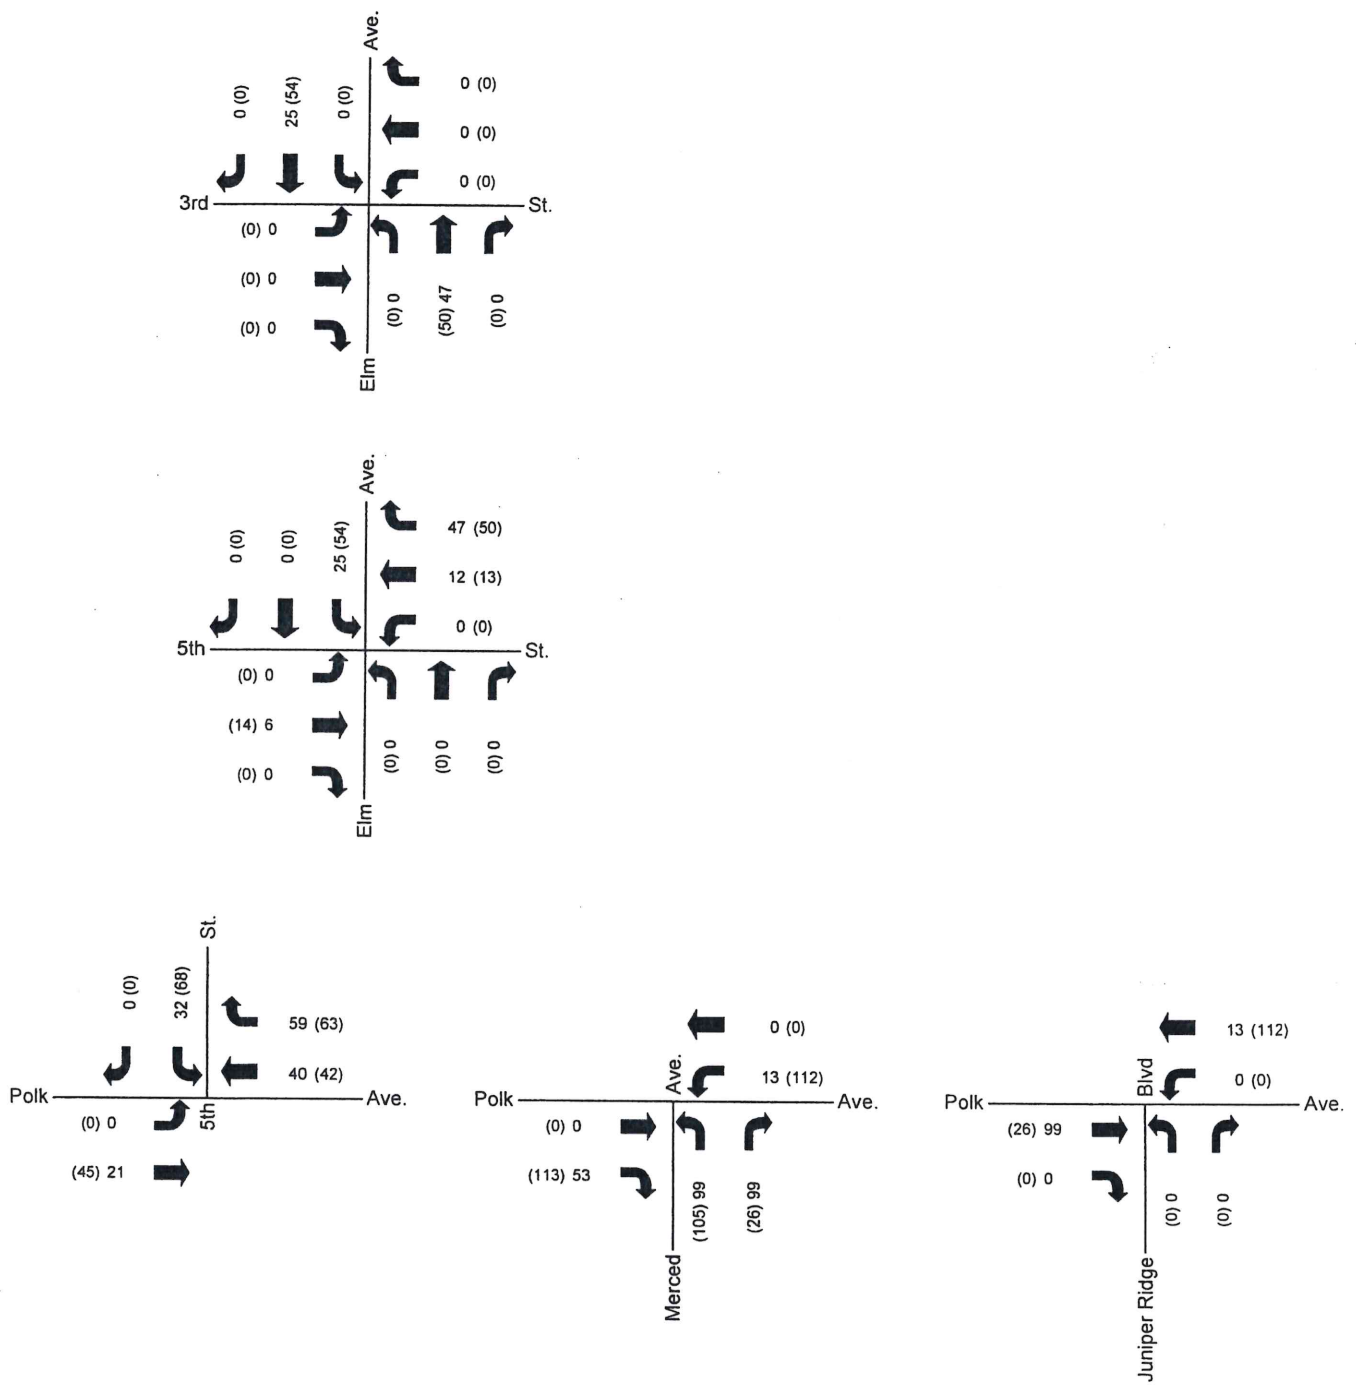 Ave.
0 (0)
25 (54)
0 (0)
0 (0)
0 (0)
0 (0)
3rd
St.
(0) 0
(0) 0
(0) 0
(0) 0
(50) 47
(0) 0
Elm
Ave.
0 (0)
0 (0)
25 (54)
47 (50)
12 (13)
0 (0)
5th
St.
(0) 0
(14) 6
(0) 0
(0) 0
(0) 0
(0) 0
Elm
St.
0 (0)
32 (68)
59 (63)
40 (42)
Polk
Ave.
5th
(0) 0
(45) 21
0 (0)
Ave.
13 (112)
Polk
Ave.
(0) 0
(113) 53
(105) 99
(26) 99
Merced
13 (112)
Blvd
0 (0)
Polk
Ave.
(26) 99
(0) 0
(0) 0
(0) 0
Juniper Ridge